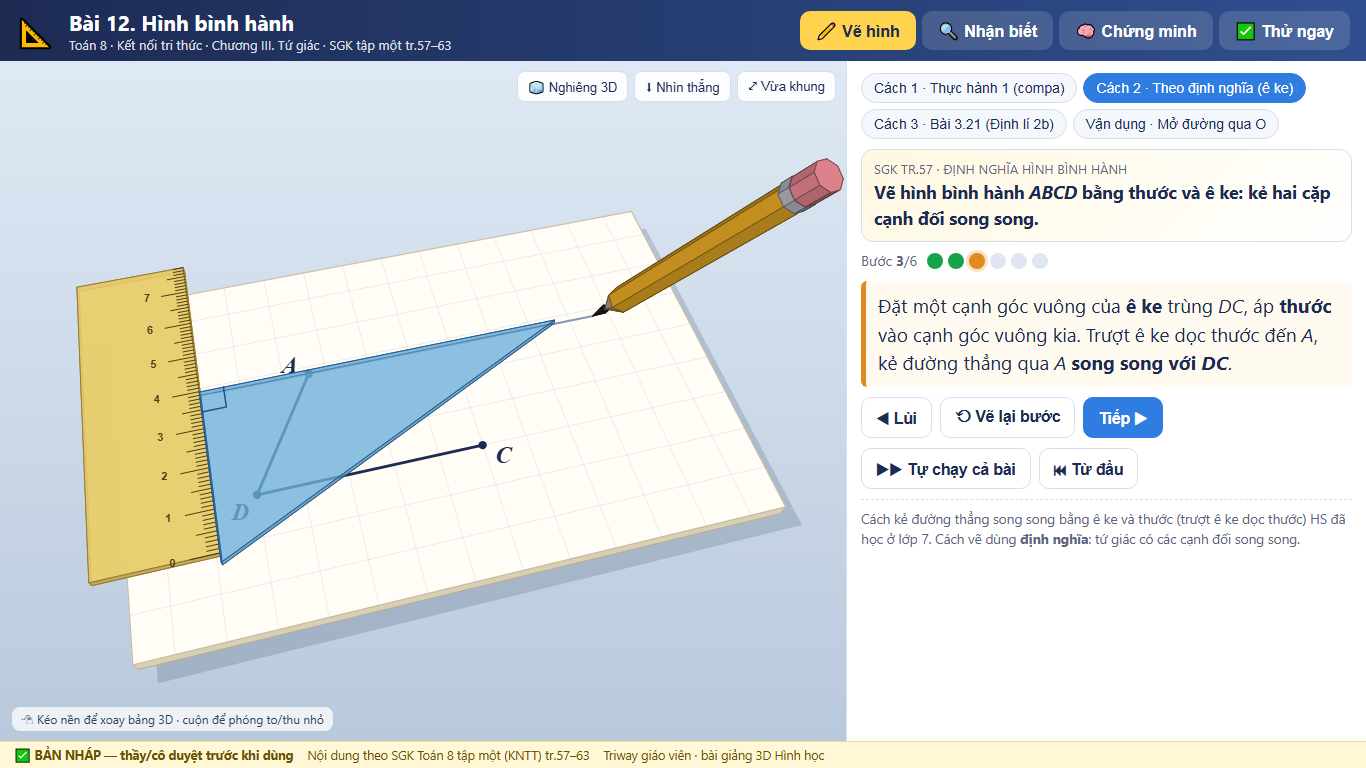 Bài 12. Hình bình hành
Toán 8 · Kết nối tri thức · Chương III. Tứ giác · SGK tập một tr.57–63
Vẽ hình
Nhận biết
Chứng minh
Thử ngay
Nghiêng 3D
Nhìn thẳng
Vừa khung
7
6
5
4
3
2
1
0
A
D
C
Kéo nền để xoay bảng 3D · cuộn để phóng to/thu nhỏ
Cách 1 · Thực hành 1 (compa)
Cách 2 · Theo định nghĩa (ê ke)
Cách 3 · Bài 3.21 (Định lí 2b)
Vận dụng · Mở đường qua O
SGK TR.57 · ĐỊNH NGHĨA HÌNH BÌNH HÀNH
Vẽ hình bình hành ABCD bằng thước và ê ke: kẻ hai cặp
cạnh đối song song.
Bước 3/6
Đặt một cạnh góc vuông của ê ke trùng DC, áp thước
vào cạnh góc vuông kia. Trượt ê ke dọc thước đến A,
kẻ đường thẳng qua A song song với DC.
◀ Lùi
Vẽ lại bước
Tiếp ▶
▶▶ Tự chạy cả bài
⏮ Từ đầu
Cách kẻ đường thẳng song song bằng ê ke và thước (trượt ê ke dọc thước) HS đã
học ở lớp 7. Cách vẽ dùng định nghĩa: tứ giác có các cạnh đối song song.
✅ BẢN NHÁP — thầy/cô duyệt trước khi dùng Nội dung theo SGK Toán 8 tập một (KNTT) tr.57–63 Triway giáo viên · bài giảng 3D Hình học